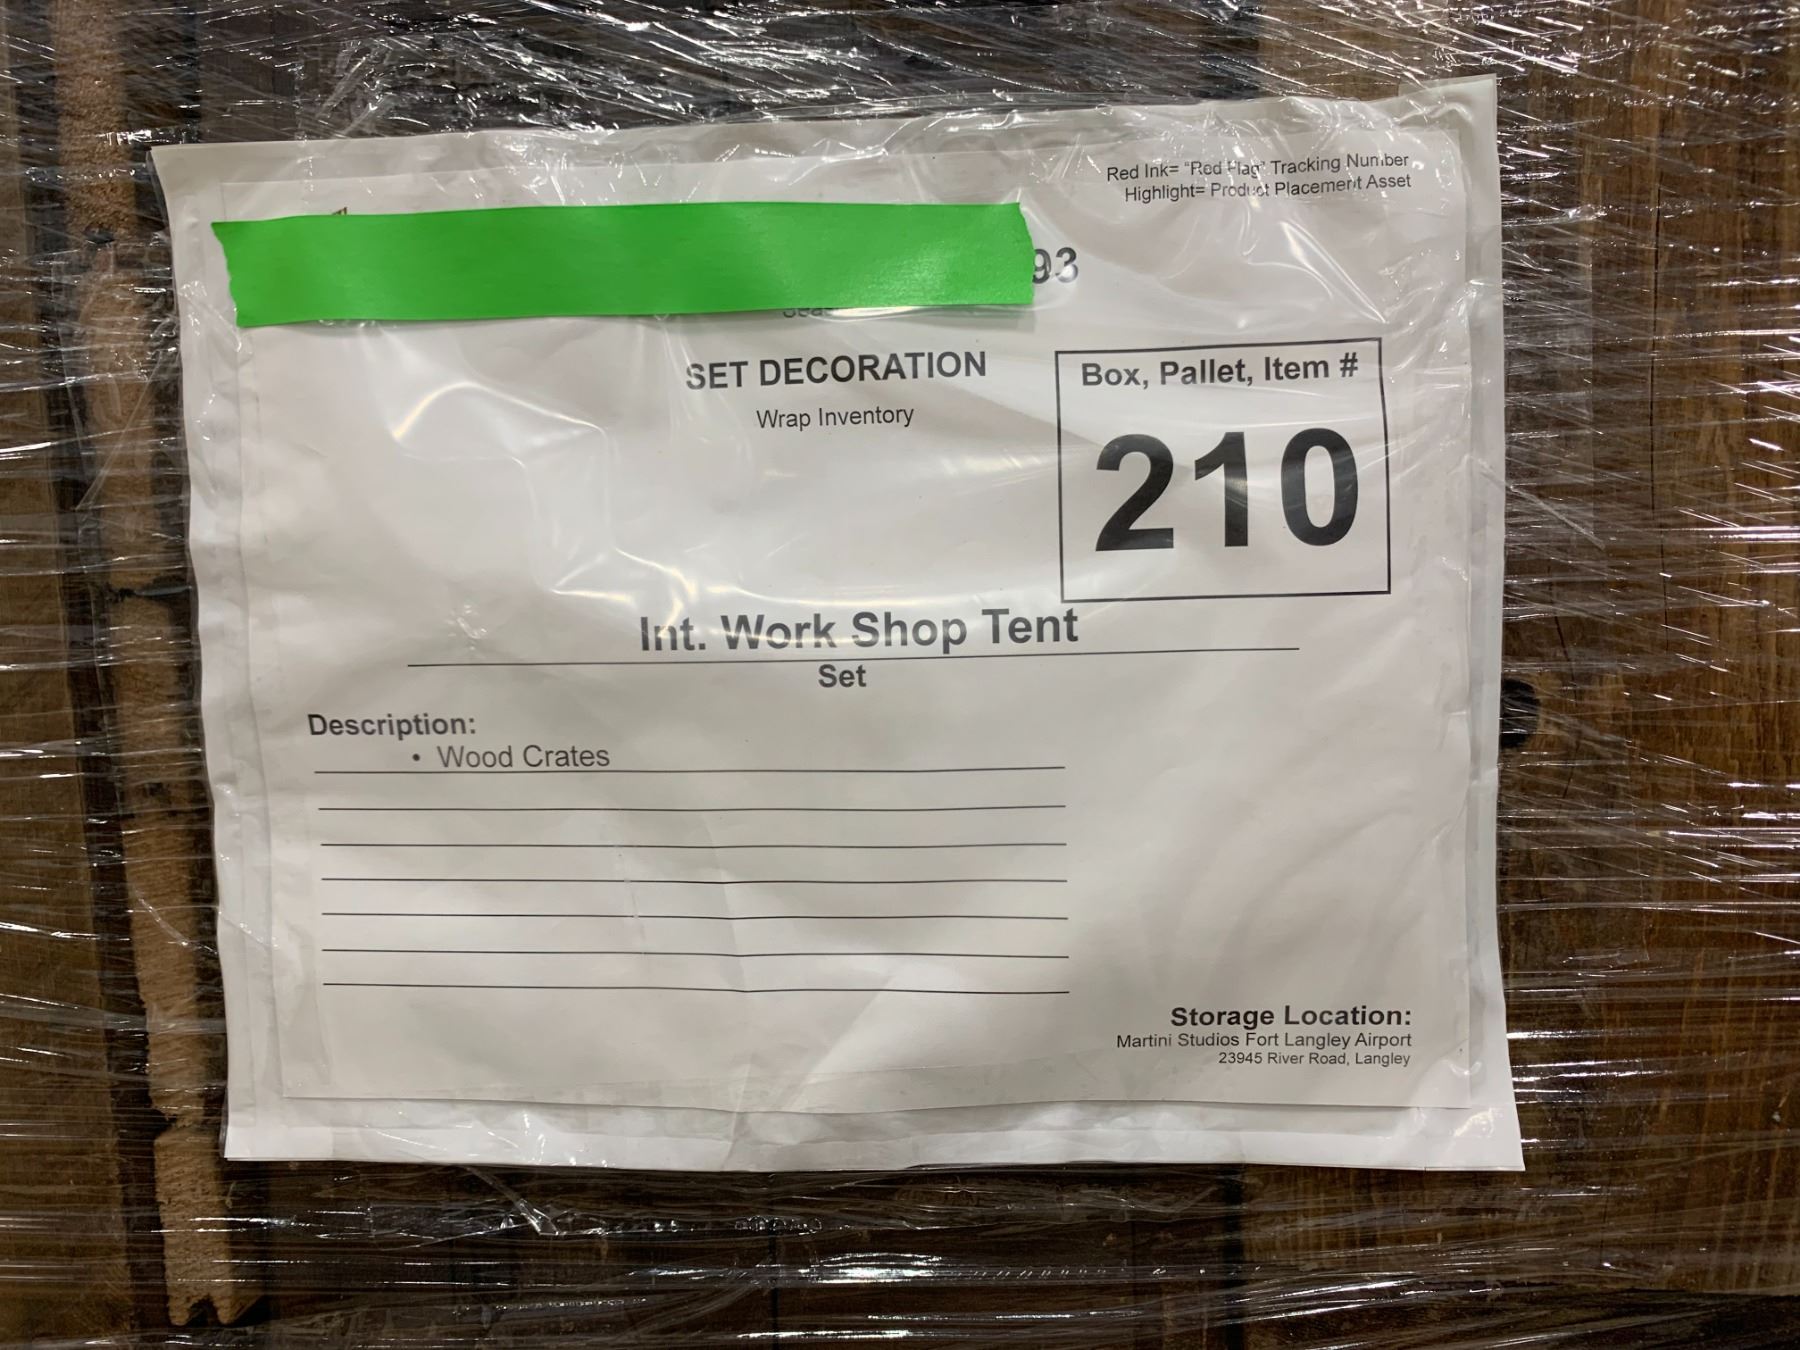 Red Ink= "Red Flag" Tracking Number
Highlight= Product Placement Asset
93
SET DECORATION
Wrap Inventory
Box, Pallet, Item #
210
Int. Work Shop Tent
Set
Description:
• Wood Crates
Storage Location:
Martini Studios Fort Langley Airport
23945 River Road, Langley